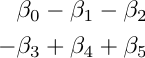 β₀ − β₁ − β₂
−β₃ + β₄ + β₅